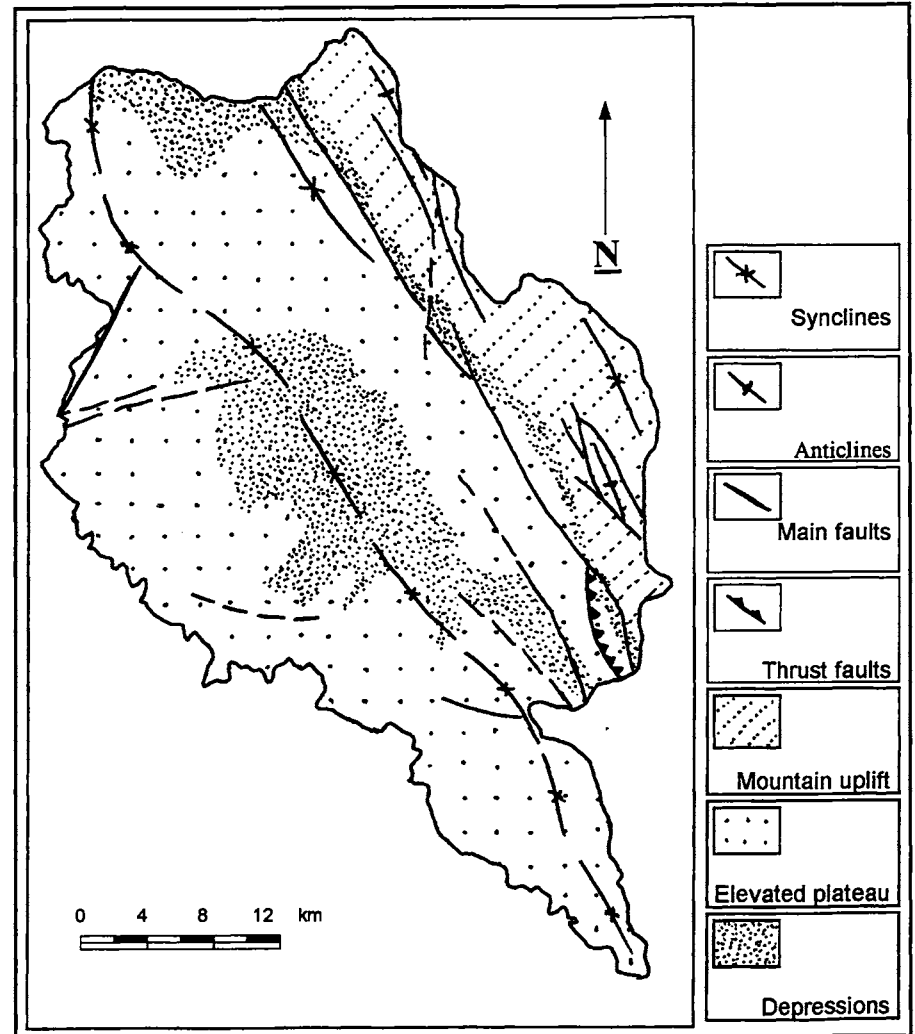 N
Synclines
Anticlines
Main faults
Thrust faults
Mountain uplift
Elevated plateau
Depressions
0 4 8 12 km